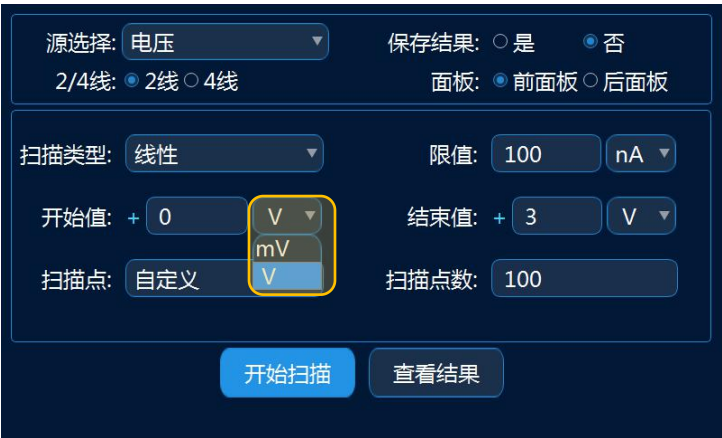 源选择: 电压 保存结果: 是 否
2/4线: 2线 4线 面板: 前面板 后面板
扫描类型: 线性 限值: 100 nA
开始值: + 0 V 结束值: + 3 V
mV
扫描点: 自定义 V 扫描点数: 100
开始扫描 查看结果